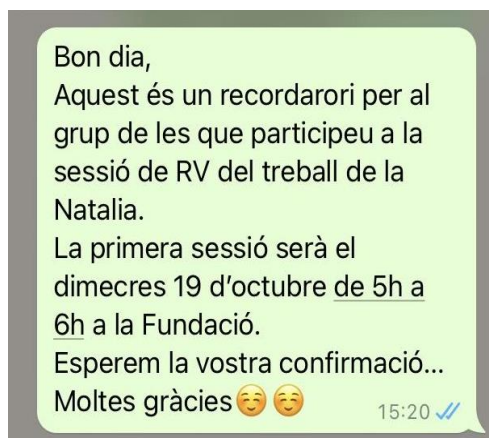 Bon dia,
Aquest és un recordarori per al
grup de les que participeu a la
sessió de RV del treball de la
Natalia.
La primera sessió serà el
dimecres 19 d’octubre de 5h a
6h a la Fundació.
Esperem la vostra confirmació...
Moltes gràcies☺️☺️
15:20